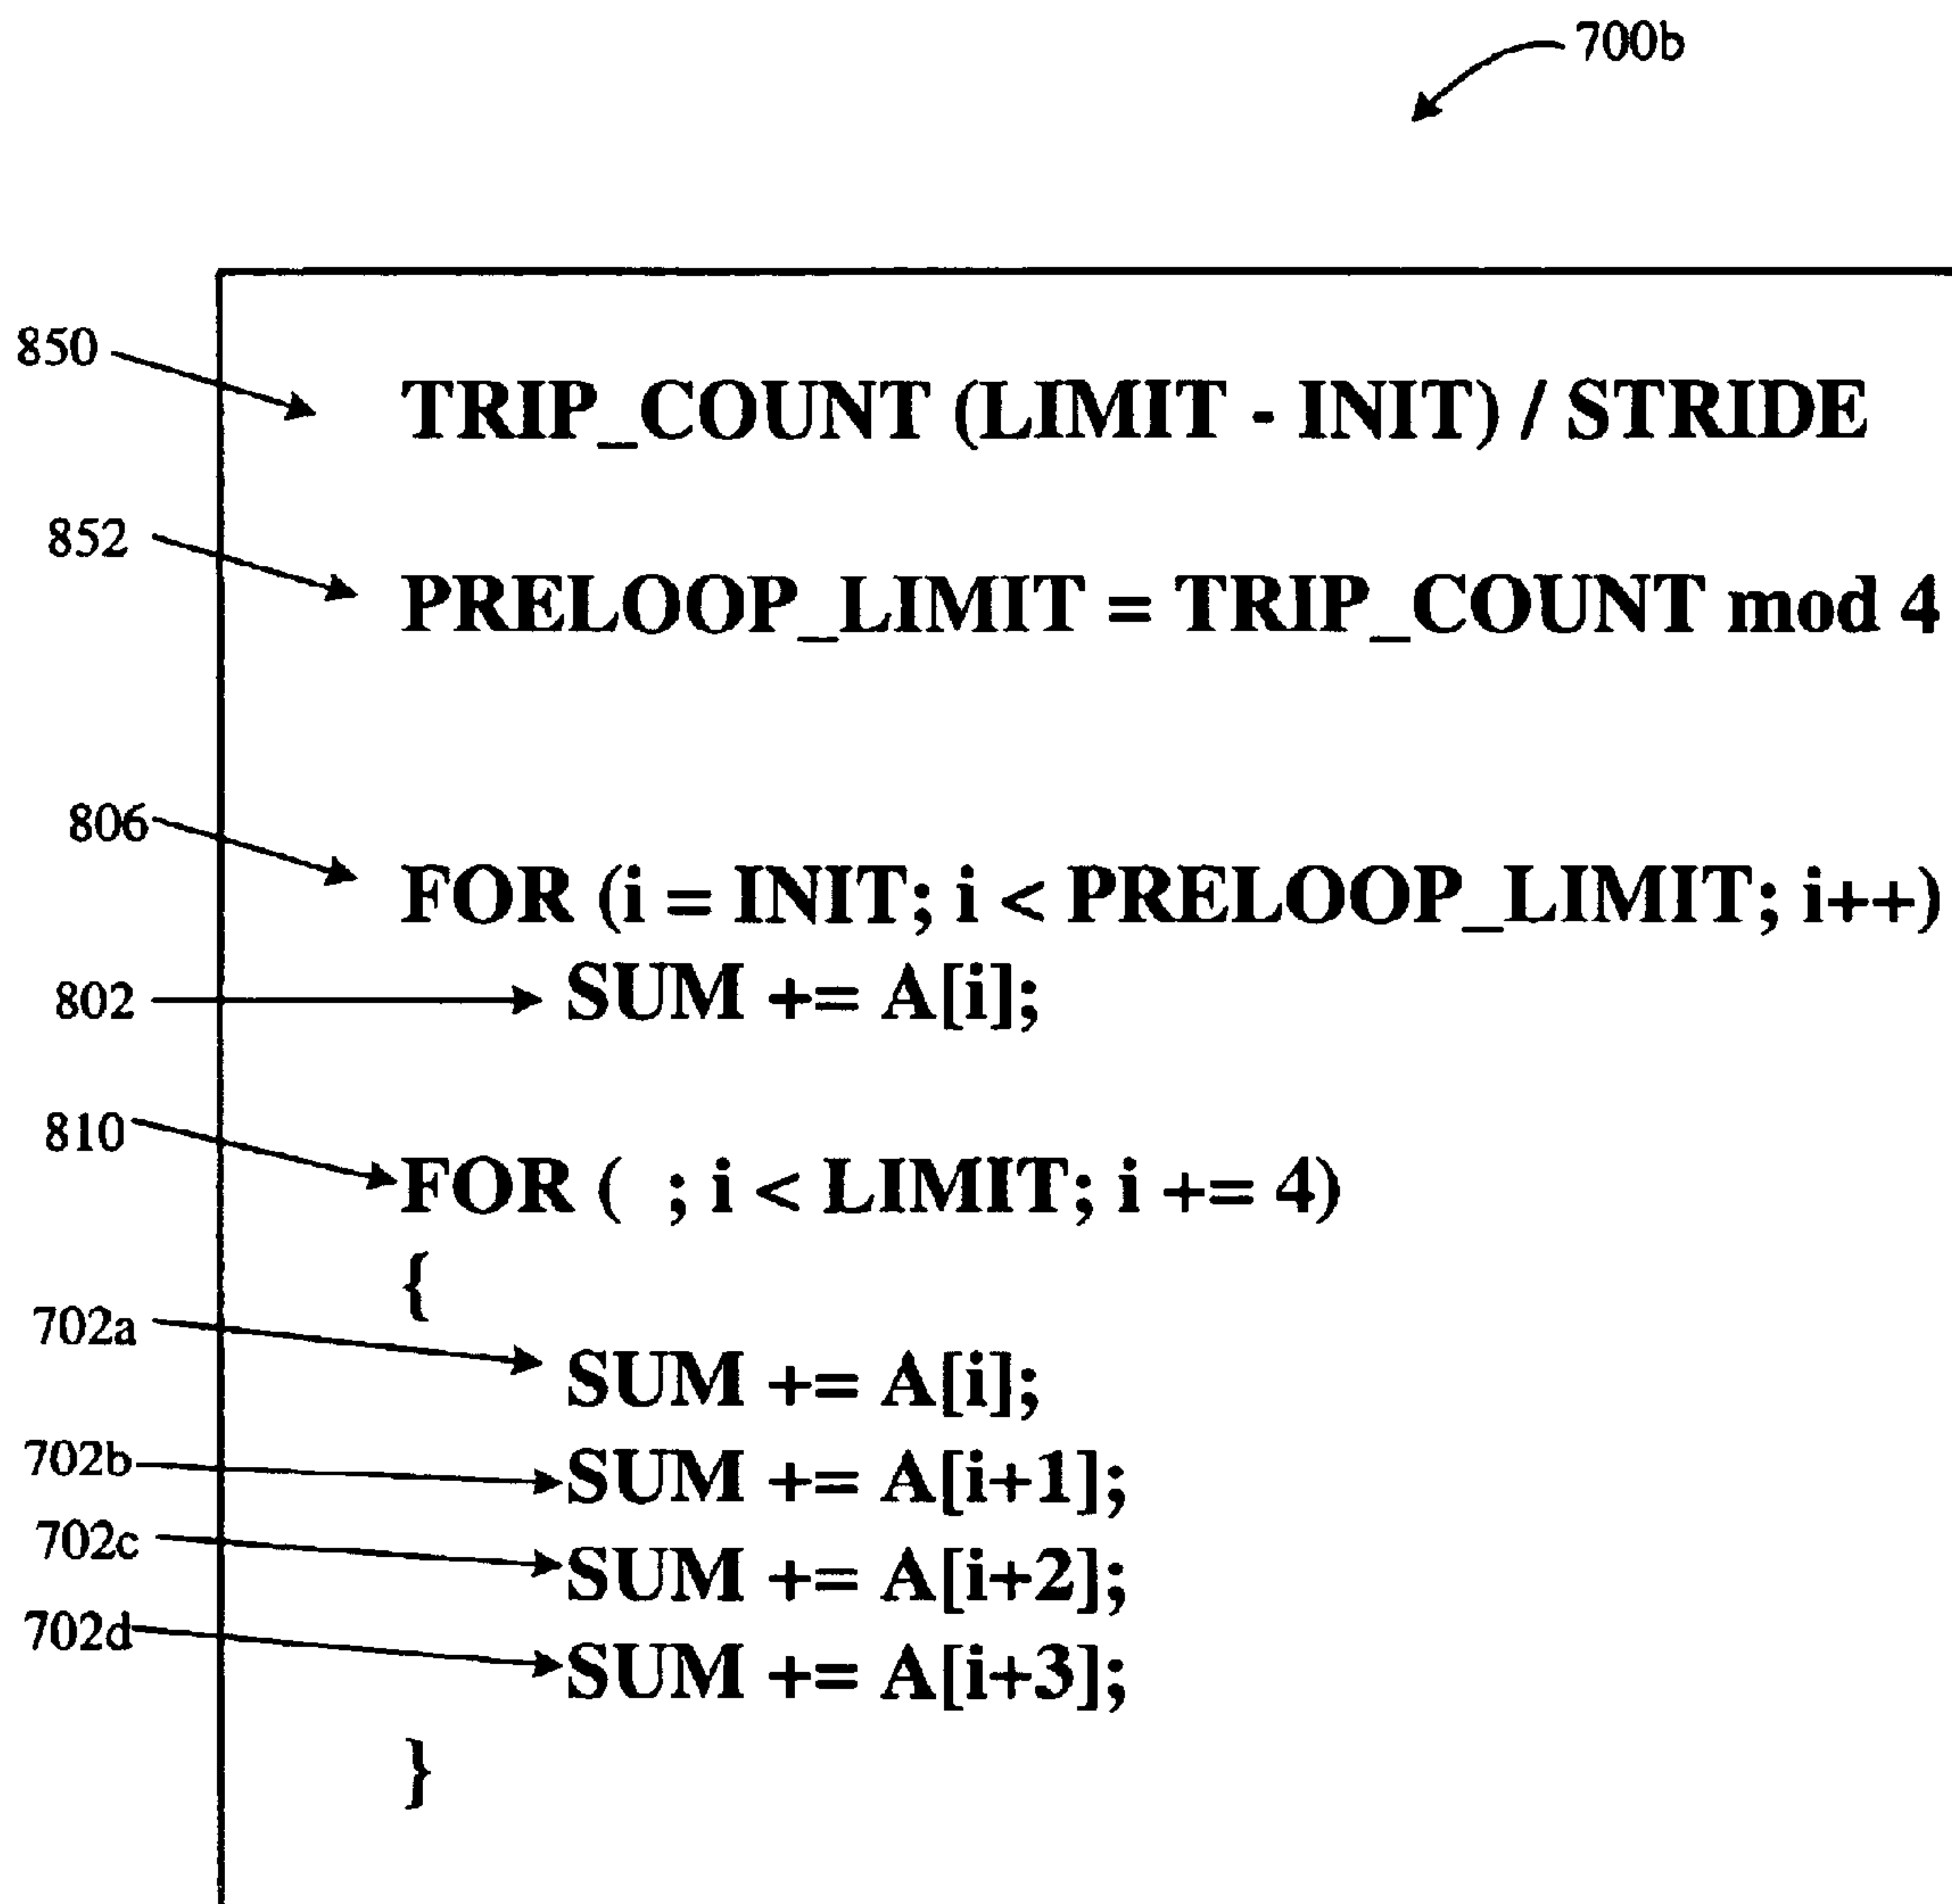 700b
850 TRIP_COUNT (LIMIT - INIT) / STRIDE
852 PRELOOP_LIMIT = TRIP_COUNT mod 4
806 FOR (i = INIT; i < PRELOOP_LIMIT; i++)
802 SUM += A[i];
810 FOR ( ; i < LIMIT; i += 4)
{
702a SUM += A[i];
702b SUM += A[i+1];
702c SUM += A[i+2];
702d SUM += A[i+3];
}